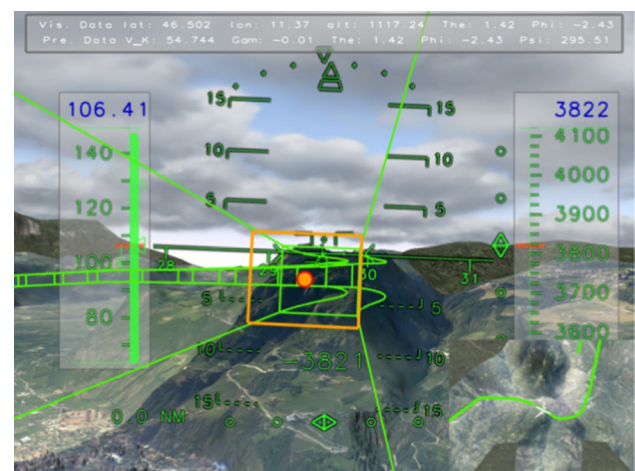 Vis. Data lat: 46.502 lon: 11.37 alt: 1117.24 The: 1.42 Phi: -2.43
Pre. Data V_K: 54.744 Gam: -0.01 The: 1.42 Phi: -2.43 Psi: 295.51
106.41 3822
15 15
140 10 10 4100
4000
120 5 5 3900
3800
100 28 29 30 31
3700
80 5 5 3600
10 -3821 10
15 15
0.0 NM